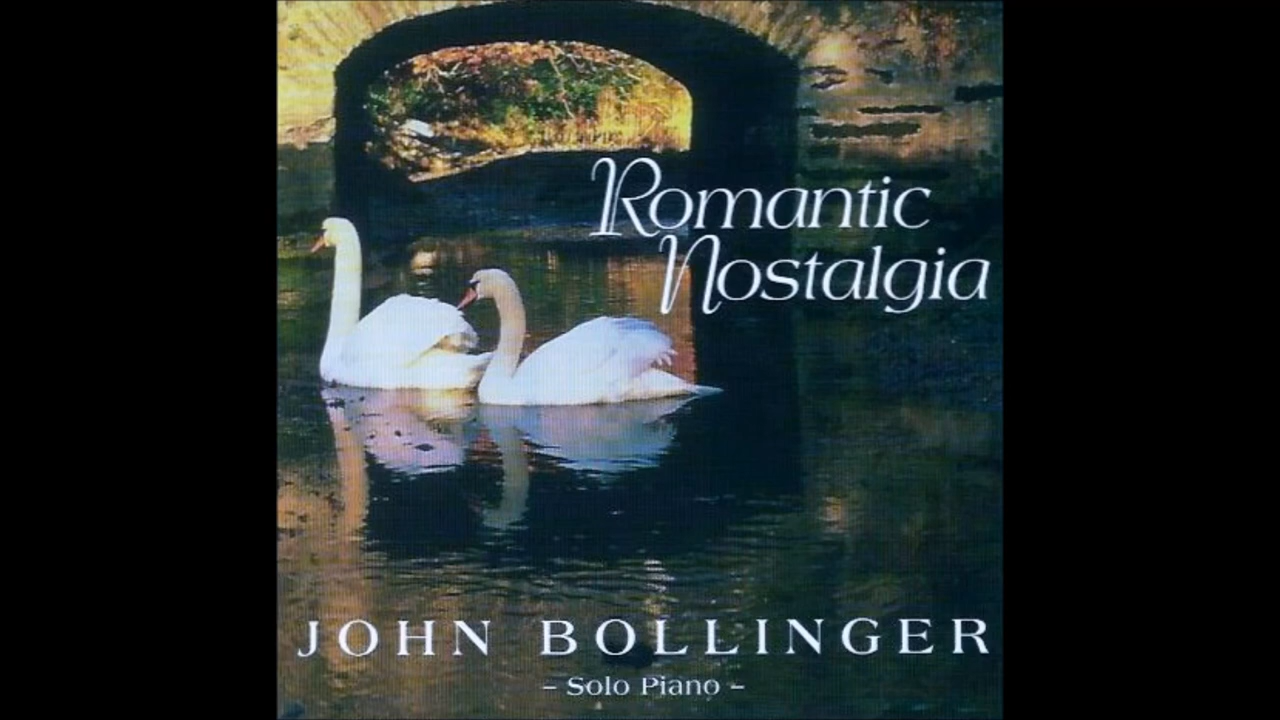 Romantic
Nostalgia
JOHN BOLLINGER
– Solo Piano –